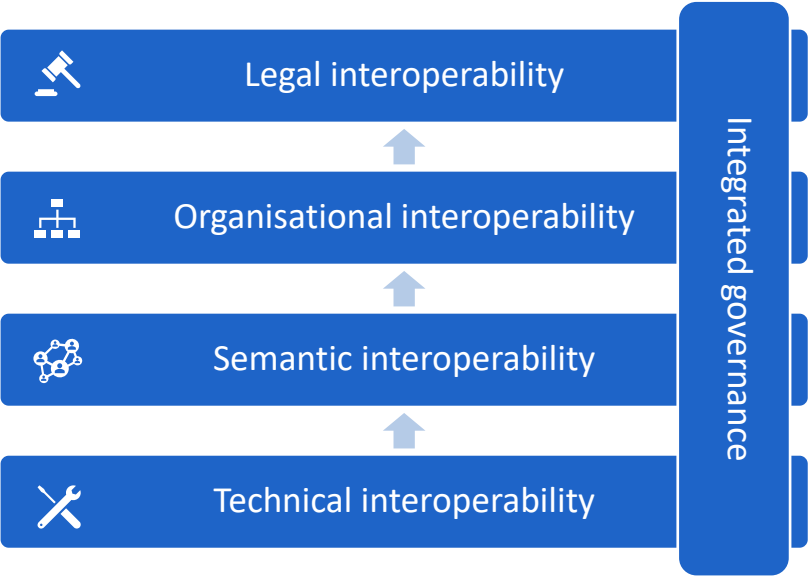 Legal interoperability
Organisational interoperability
Semantic interoperability
Technical interoperability
Integrated governance